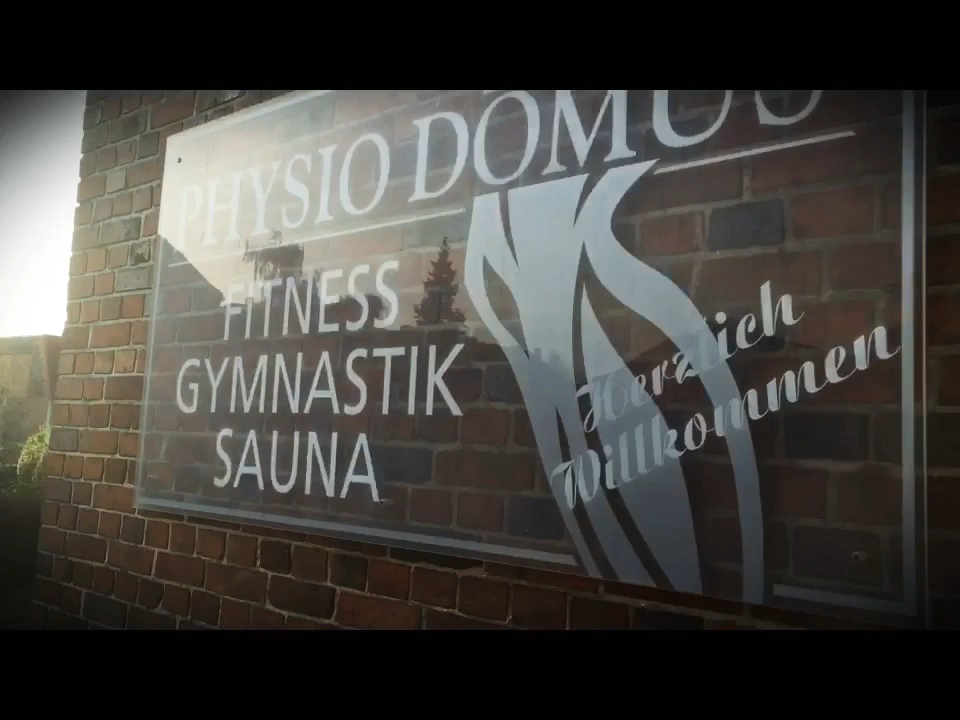 PHYSIO DOMUS
FITNESS
GYMNASTIK
SAUNA
Herzlich
Willkommen